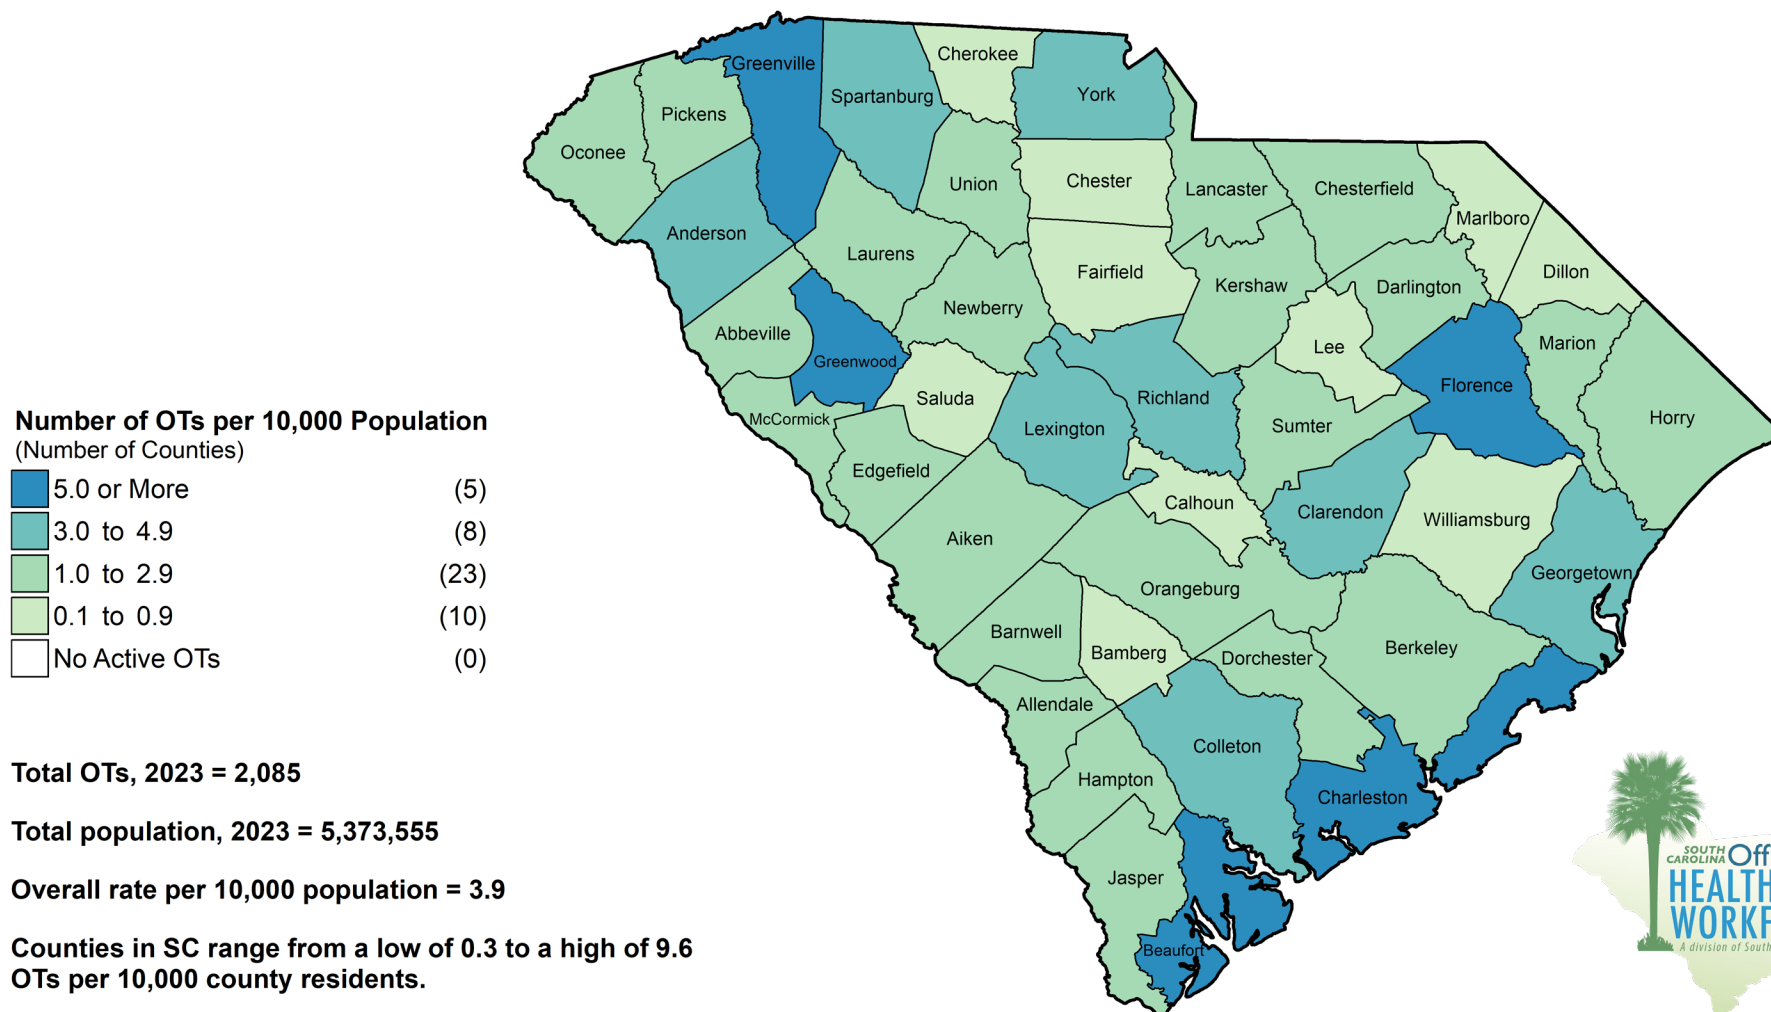 Cherokee
Greenville
York
Spartanburg
Pickens
Oconee
Chester
Union
Lancaster
Chesterfield
Marlboro
Anderson
Laurens
Fairfield
Dillon
Kershaw
Darlington
Newberry
Abbeville
Lee
Marion
Greenwood
Florence
Saluda
Richland
McCormick
Horry
Lexington
Sumter
Edgefield
Calhoun
Clarendon
Williamsburg
Aiken
Georgetown
Orangeburg
Barnwell
Bamberg
Dorchester
Berkeley
Allendale
Colleton
Hampton
Charleston
Jasper
Beaufort
Number of OTs per 10,000 Population
(Number of Counties)
5.0 or More (5)
3.0 to 4.9 (8)
1.0 to 2.9 (23)
0.1 to 0.9 (10)
No Active OTs (0)
Total OTs, 2023 = 2,085
Total population, 2023 = 5,373,555
Overall rate per 10,000 population = 3.9
Counties in SC range from a low of 0.3 to a high of 9.6
OTs per 10,000 county residents.
SOUTH
CAROLINA Off
HEALTH
WORKF
A division of South